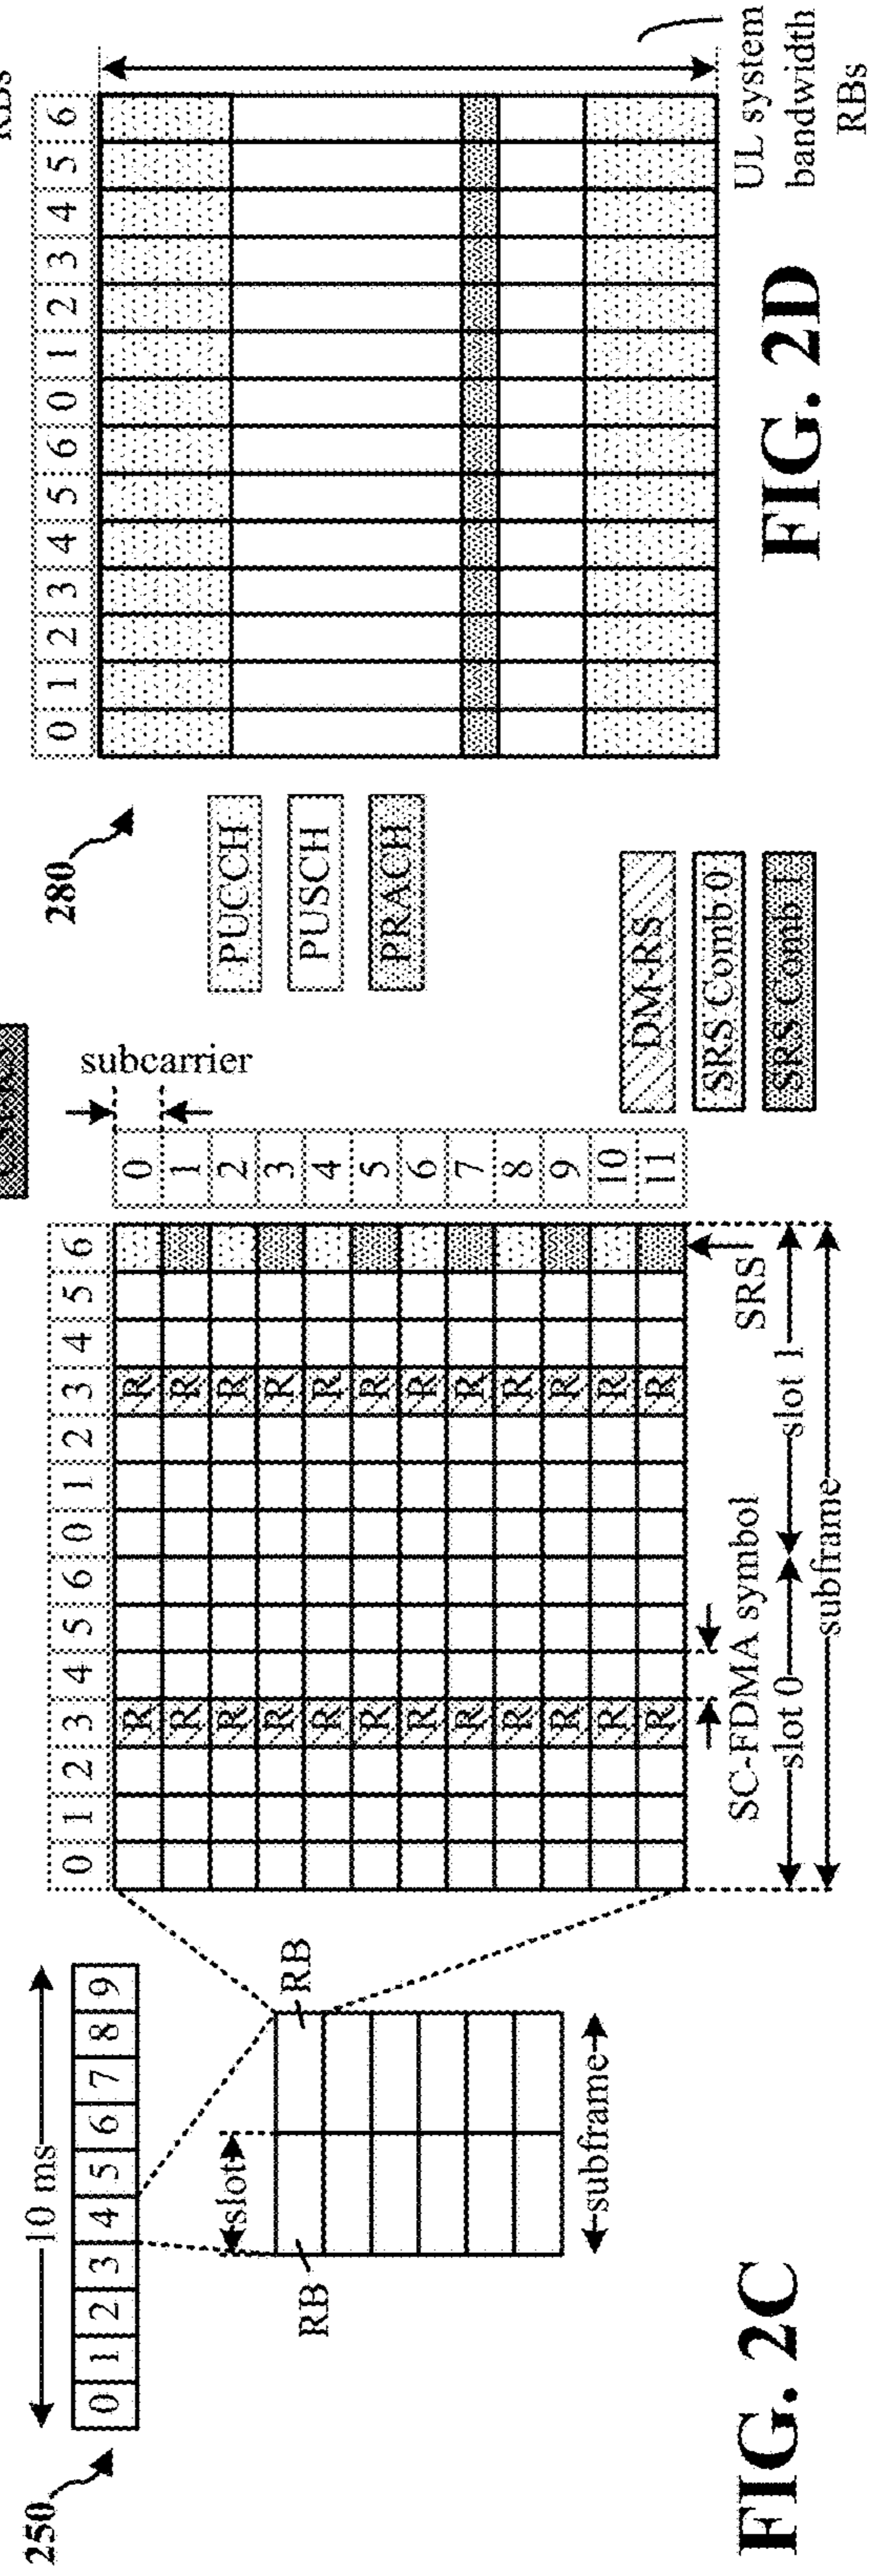 250
10 ms
0 1 2 3 4 5 6 7 8 9
RB
slot
RB
subframe
0 1 2 3 4 5 6 0 1 2 3 4 5 6
subcarrier
R R
0
R R
1
R R
2
R R
3
R R
4
R R
5
R R
6
R R
7
R R
8
R R
9
R R
10
R R
11
SC-FDMA symbol
SRS
slot 0
slot 1
subframe
DM-RS
SRS Comb 0
SRS Comb 1
FIG. 2C
280
0 1 2 3 4 5 6 0 1 2 3 4 5 6
PUCCH
PUSCH
PRACH
UL system
bandwidth
RBs
FIG. 2D
RBs